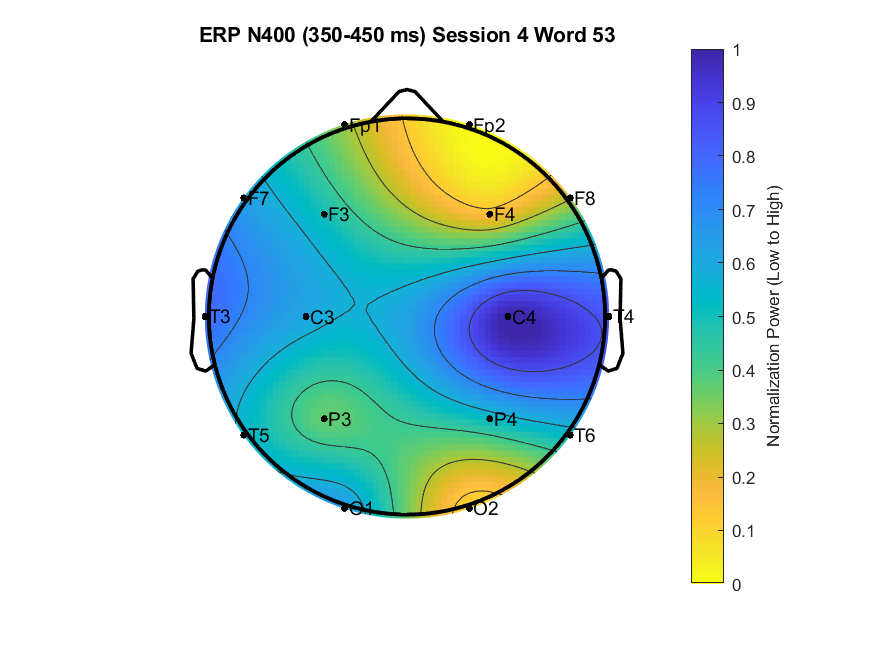 ERP N400 (350-450 ms) Session 4 Word 53
Fp1 Fp2
F7 F8
F3 F4
T3 C3 C4 T4
P3 P4
T5 T6
O1 O2
1
0.9
0.8
0.7
0.6
0.5
0.4
0.3
0.2
0.1
0
Normalization Power (Low to High)